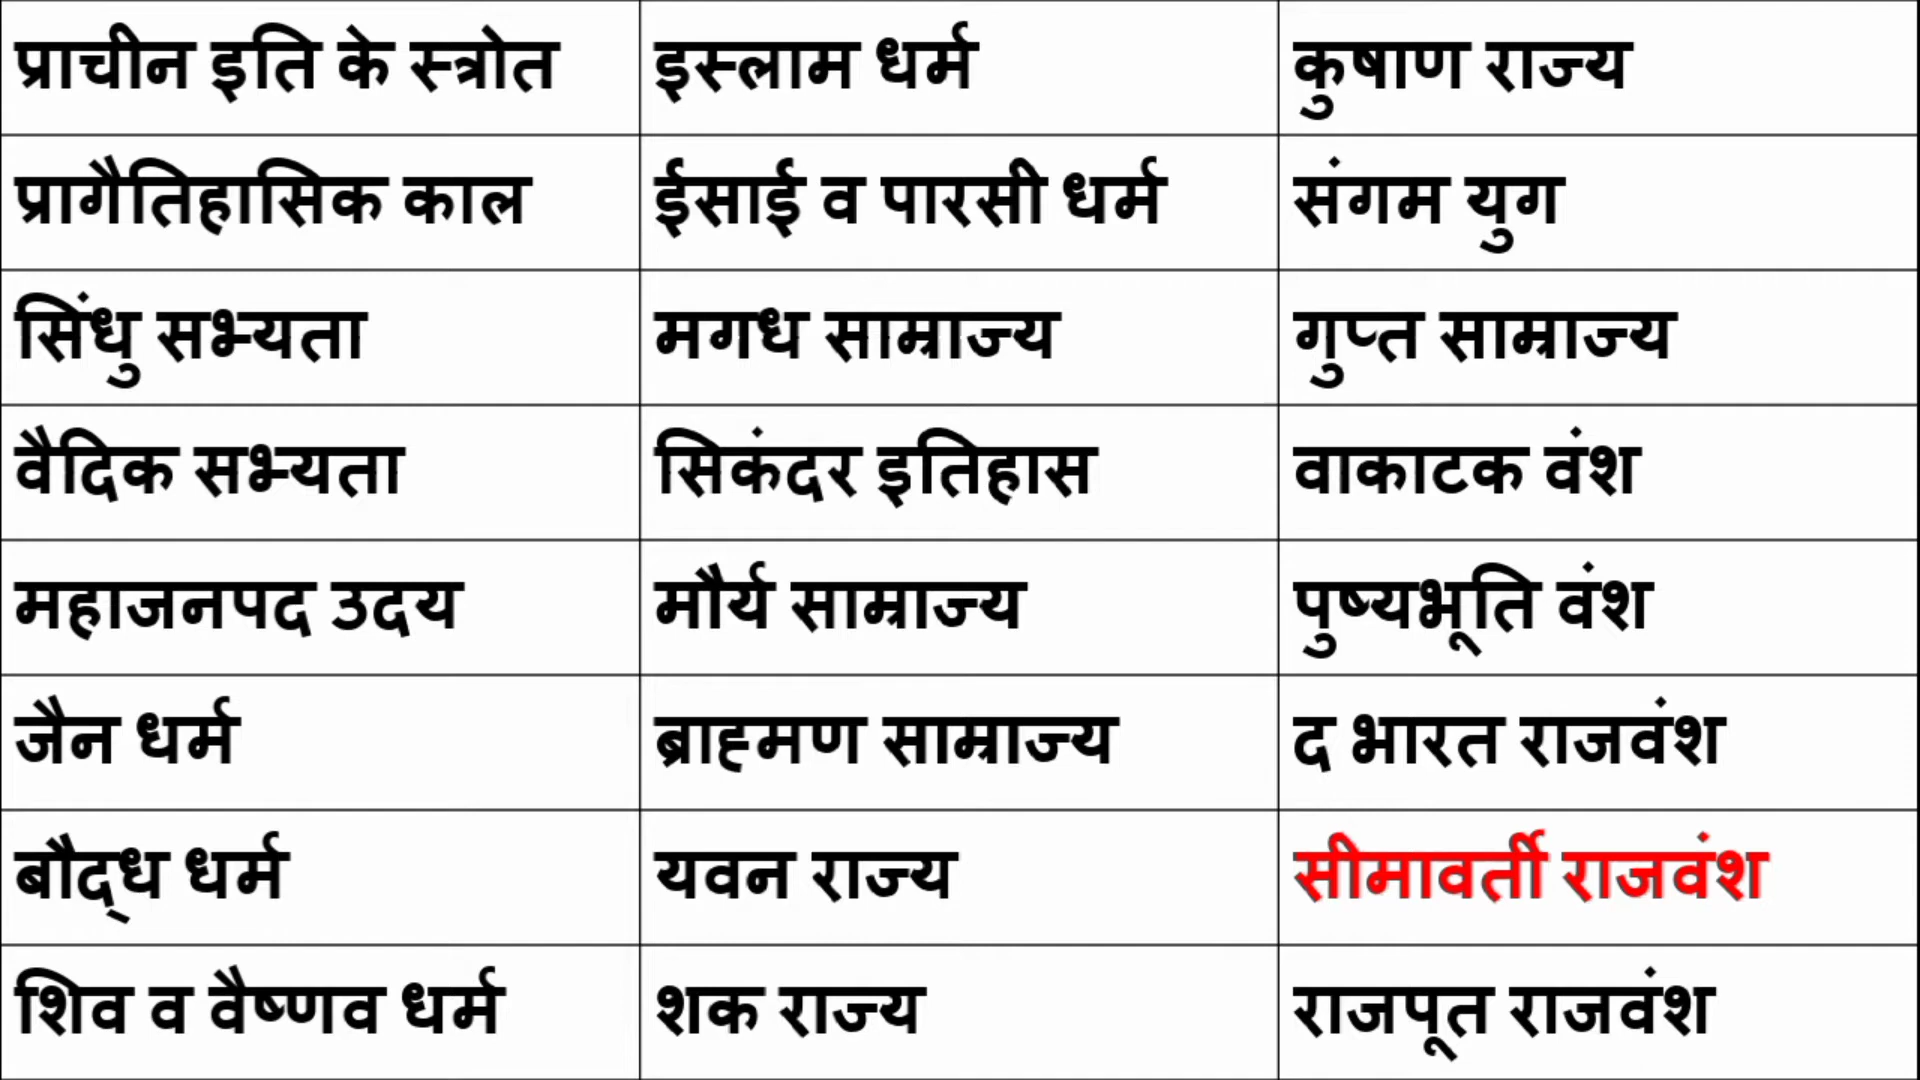 प्राचीन इति के स्त्रोत इस्लाम धर्म कुषाण राज्य
प्रागैतिहासिक काल ईसाई व पारसी धर्म संगम युग
सिंधु सभ्यता मगध साम्राज्य गुप्त साम्राज्य
वैदिक सभ्यता सिकंदर इतिहास वाकाटक वंश
महाजनपद उदय मौर्य साम्राज्य पुष्यभूति वंश
जैन धर्म ब्राह्मण साम्राज्य द भारत राजवंश
बौद्ध धर्म यवन राज्य सीमावर्ती राजवंश
शिव व वैष्णव धर्म शक राज्य राजपूत राजवंश